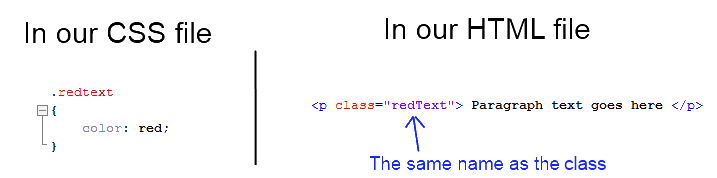 In our CSS file
.redtext
{
color: red;
}
In our HTML file
<p class="redText"> Paragraph text goes here </p>
The same name as the class